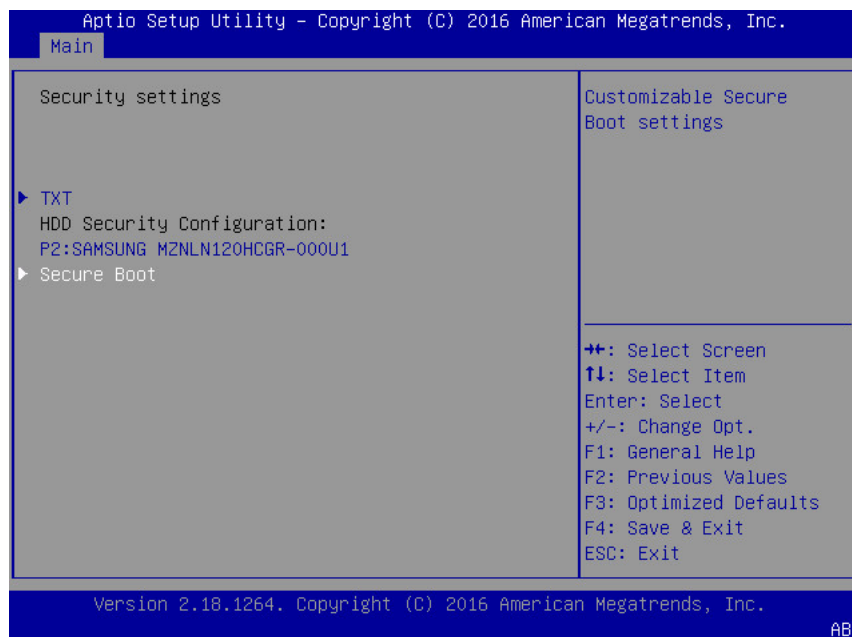 Aptio Setup Utility – Copyright (C) 2016 American Megatrends, Inc.
Main
Security settings
TXT
HDD Security Configuration:
P2:SAMSUNG MZNLN120HCGR-000U1
Secure Boot
Customizable Secure
Boot settings
→←: Select Screen
↑↓: Select Item
Enter: Select
+/-: Change Opt.
F1: General Help
F2: Previous Values
F3: Optimized Defaults
F4: Save & Exit
ESC: Exit
Version 2.18.1264. Copyright (C) 2016 American Megatrends, Inc.
AB